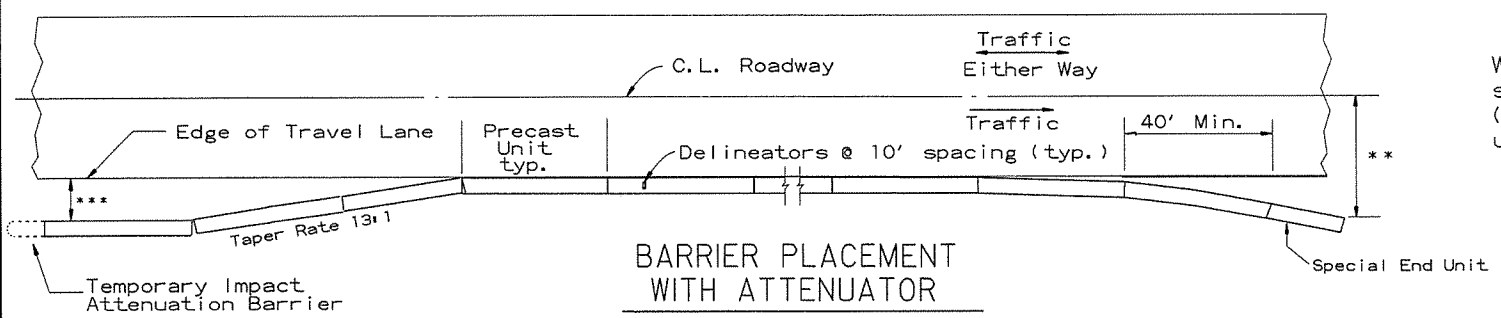 Traffic
Either Way
C.L. Roadway
Traffic
40' Min.
Edge of Travel Lane
Precast
Unit
typ.
Delineators @ 10' spacing (typ.)
**
***
Taper Rate 13:1
Temporary Impact
Attenuation Barrier
BARRIER PLACEMENT
WITH ATTENUATOR
Special End Unit
W
s
(
u